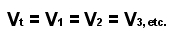 Vt = V1 = V2 = V3, etc.